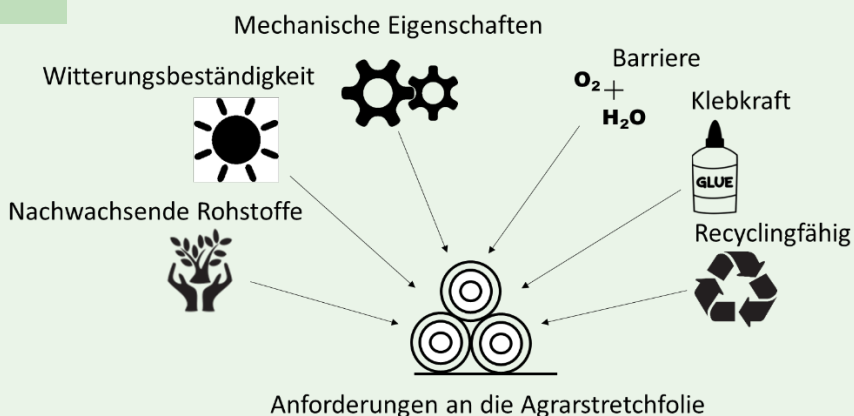 Mechanische Eigenschaften
Witterungsbeständigkeit
Barriere
O₂+
H₂O
Klebkraft
GLUE
Nachwachsende Rohstoffe
Recyclingfähig
Anforderungen an die Agrarstretchfolie